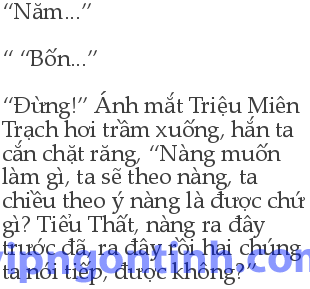 “Năm...”
“ “Bốn...”
“Đừng!” Ánh mắt Triệu Miên
Trạch hơi trầm xuống, hắn ta
cắn chặt răng, “Nàng muốn
làm gì, ta sẽ theo nàng, ta
chiều theo ý nàng là được chứ
gì? Tiểu Thất, nàng ra đây
trước đã, ra đây rồi hai chúng
ta nói tiếp, được không?”
vipngontinh.com